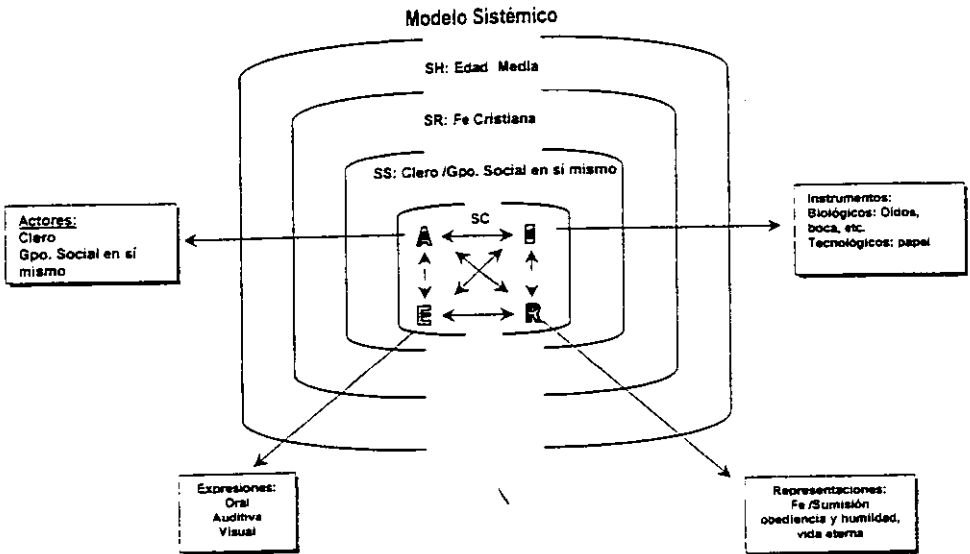 Modelo Sistémico
SH: Edad Media
SR: Fe Cristiana
SS: Clero /Gpo. Social en sí mismo
SC
A
I
E
R
Actores:
Clero
Gpo. Social en sí
mismo
Instrumentos:
Biológicos: Oídos,
boca, etc.
Tecnológicos: papel
Expresiones:
Oral
Auditiva
Visual
Representaciones:
Fe /Sumisión
obediencia y humildad,
vida eterna